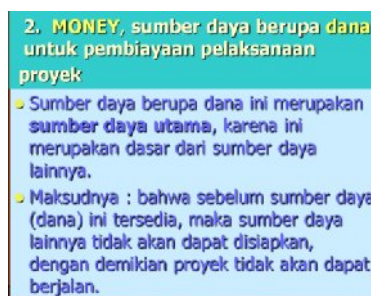 2. MONEY, sumber daya berupa dana
untuk pembiayaan pelaksanaan
proyek
Sumber daya berupa dana ini merupakan
sumber daya utama, karena ini
merupakan dasar dari sumber daya
lainnya.
Maksudnya : bahwa sebelum sumber daya
(dana) ini tersedia, maka sumber daya
lainnya tidak akan dapat disiapkan,
dengan demikian proyek tidak akan dapat
berjalan.